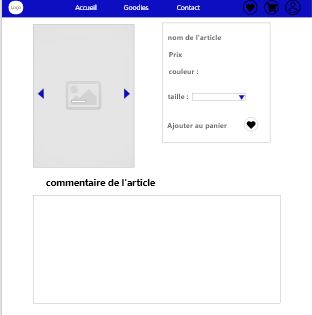 Logo Accueil Goodies Contact
nom de l'article
Prix
couleur :
taille :
Ajouter au panier
commentaire de l'article